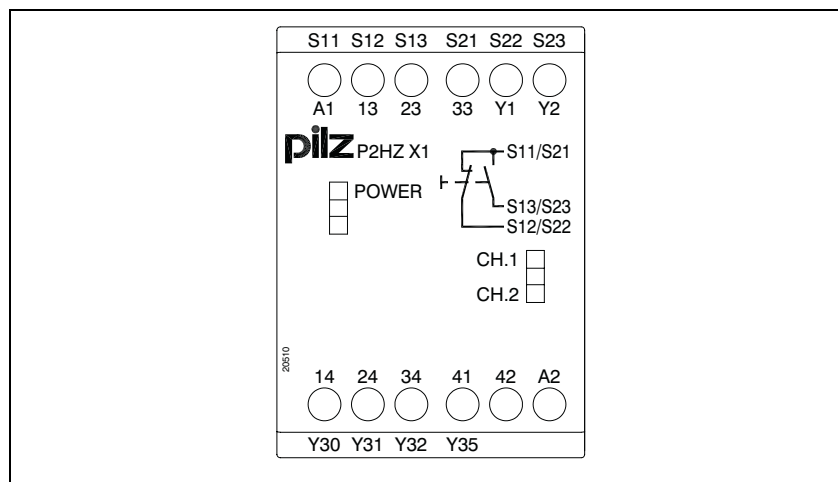 S11 S12 S13 S21 S22 S23
A1 13 23 33 Y1 Y2
pilz P2HZ X1
S11/S21
POWER
S13/S23
S12/S22
CH.1
CH.2
20510
14 24 34 41 42 A2
Y30 Y31 Y32 Y35